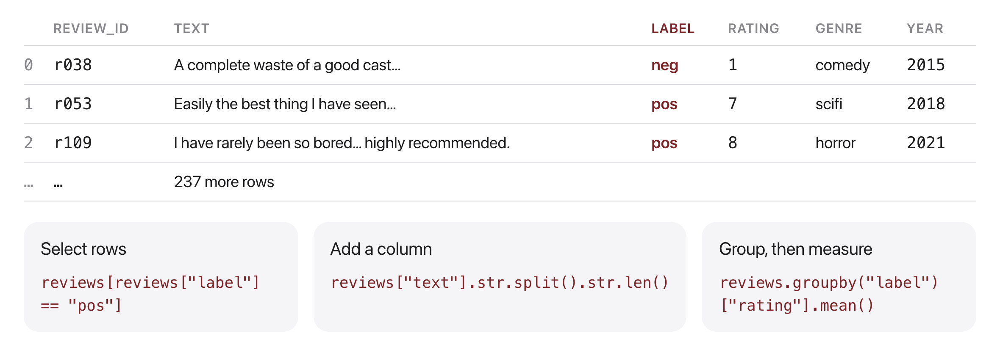 REVIEW_ID TEXT LABEL RATING GENRE YEAR
0 r038 A complete waste of a good cast… neg 1 comedy 2015
1 r053 Easily the best thing I have seen… pos 7 scifi 2018
2 r109 I have rarely been so bored… highly recommended. pos 8 horror 2021
… … 237 more rows
Select rows
reviews[reviews["label"]
== "pos"]
Add a column
reviews["text"].str.split().str.len()
Group, then measure
reviews.groupby("label")
["rating"].mean()